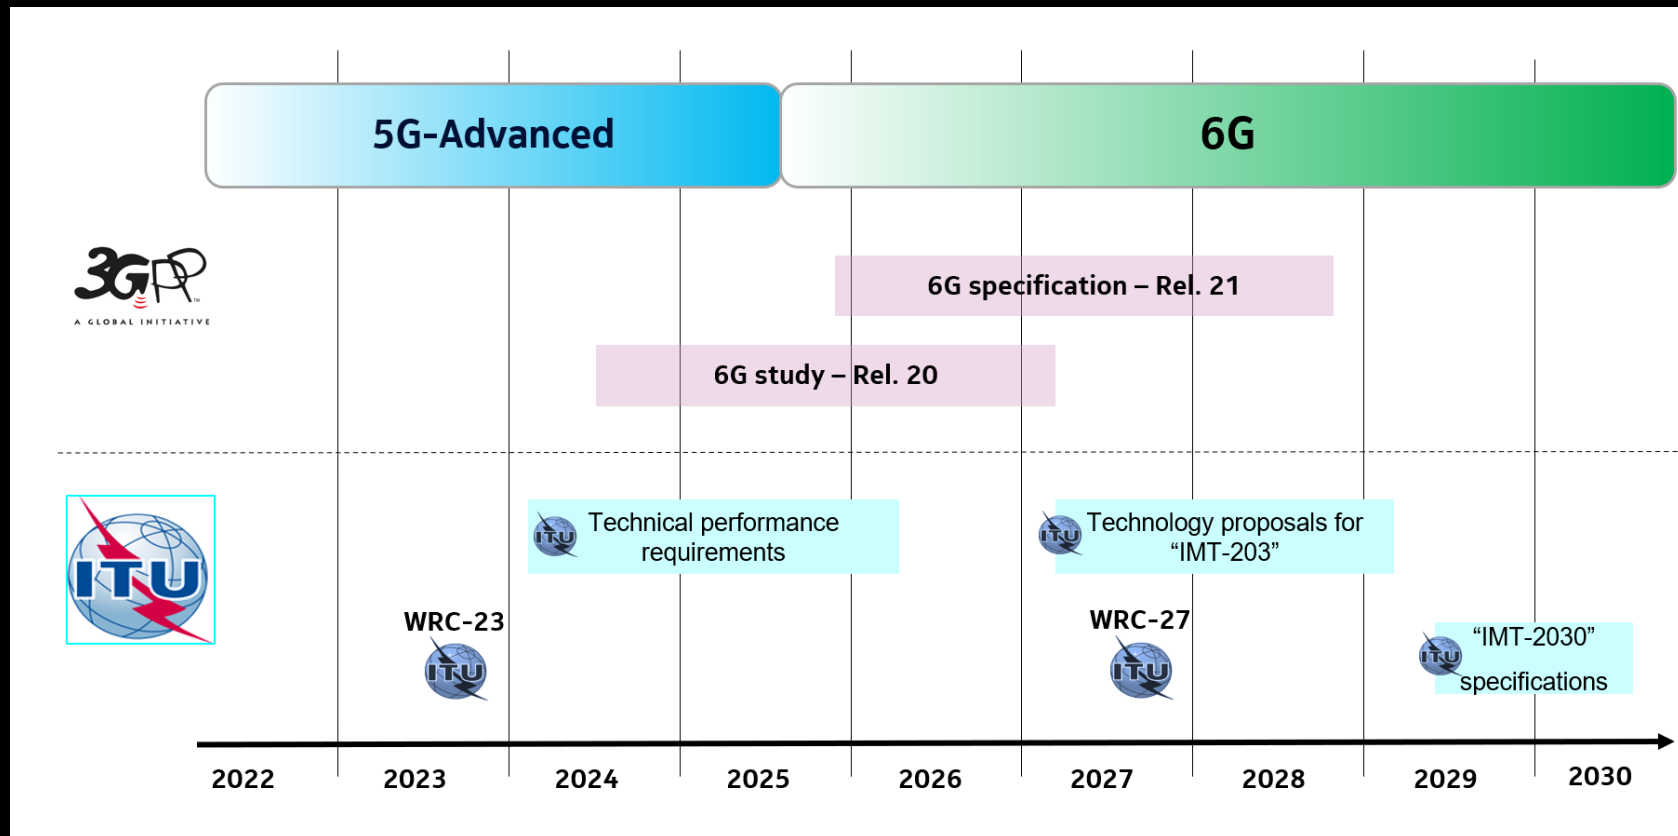 5G-Advanced
6G
3GPP
TM
A GLOBAL INITIATIVE
6G specification – Rel. 21
6G study – Rel. 20
ITU
ITU
Technical performance
requirements
ITU
Technology proposals for
“IMT-203”
WRC-23
ITU
WRC-27
ITU
ITU
“IMT-2030”
specifications
2022
2023
2024
2025
2026
2027
2028
2029
2030